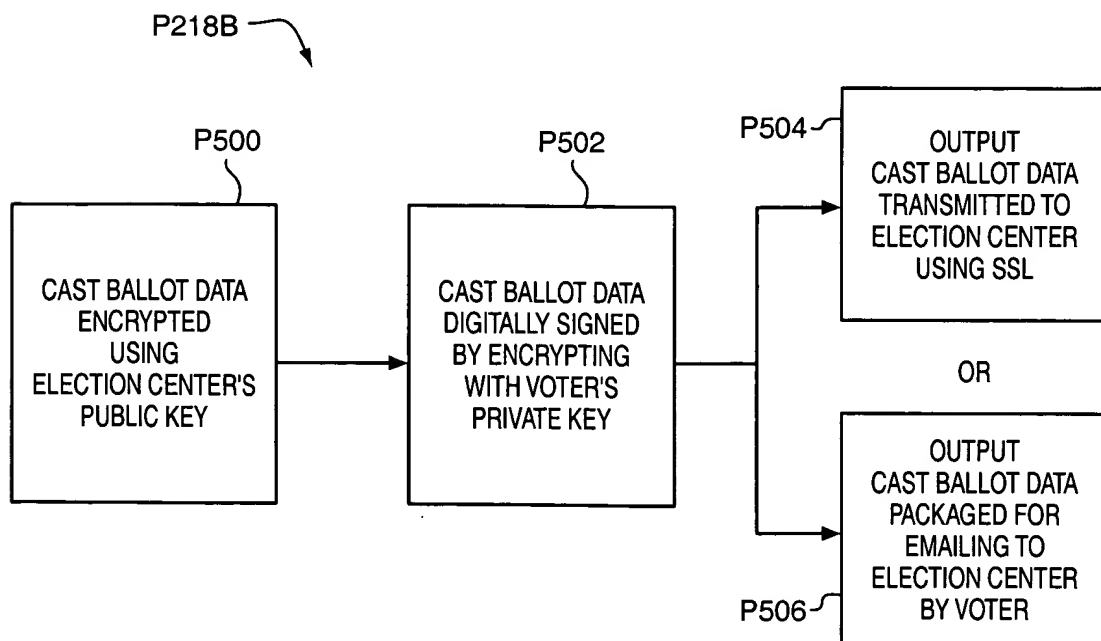 P218B
P500
CAST BALLOT DATA
ENCRYPTED
USING
ELECTION CENTER'S
PUBLIC KEY
P502
CAST BALLOT DATA
DIGITALLY SIGNED
BY ENCRYPTING
WITH VOTER'S
PRIVATE KEY
P504
OUTPUT
CAST BALLOT DATA
TRANSMITTED TO
ELECTION CENTER
USING SSL
OR
OUTPUT
CAST BALLOT DATA
PACKAGED FOR
EMAILING TO
ELECTION CENTER
BY VOTER
P506